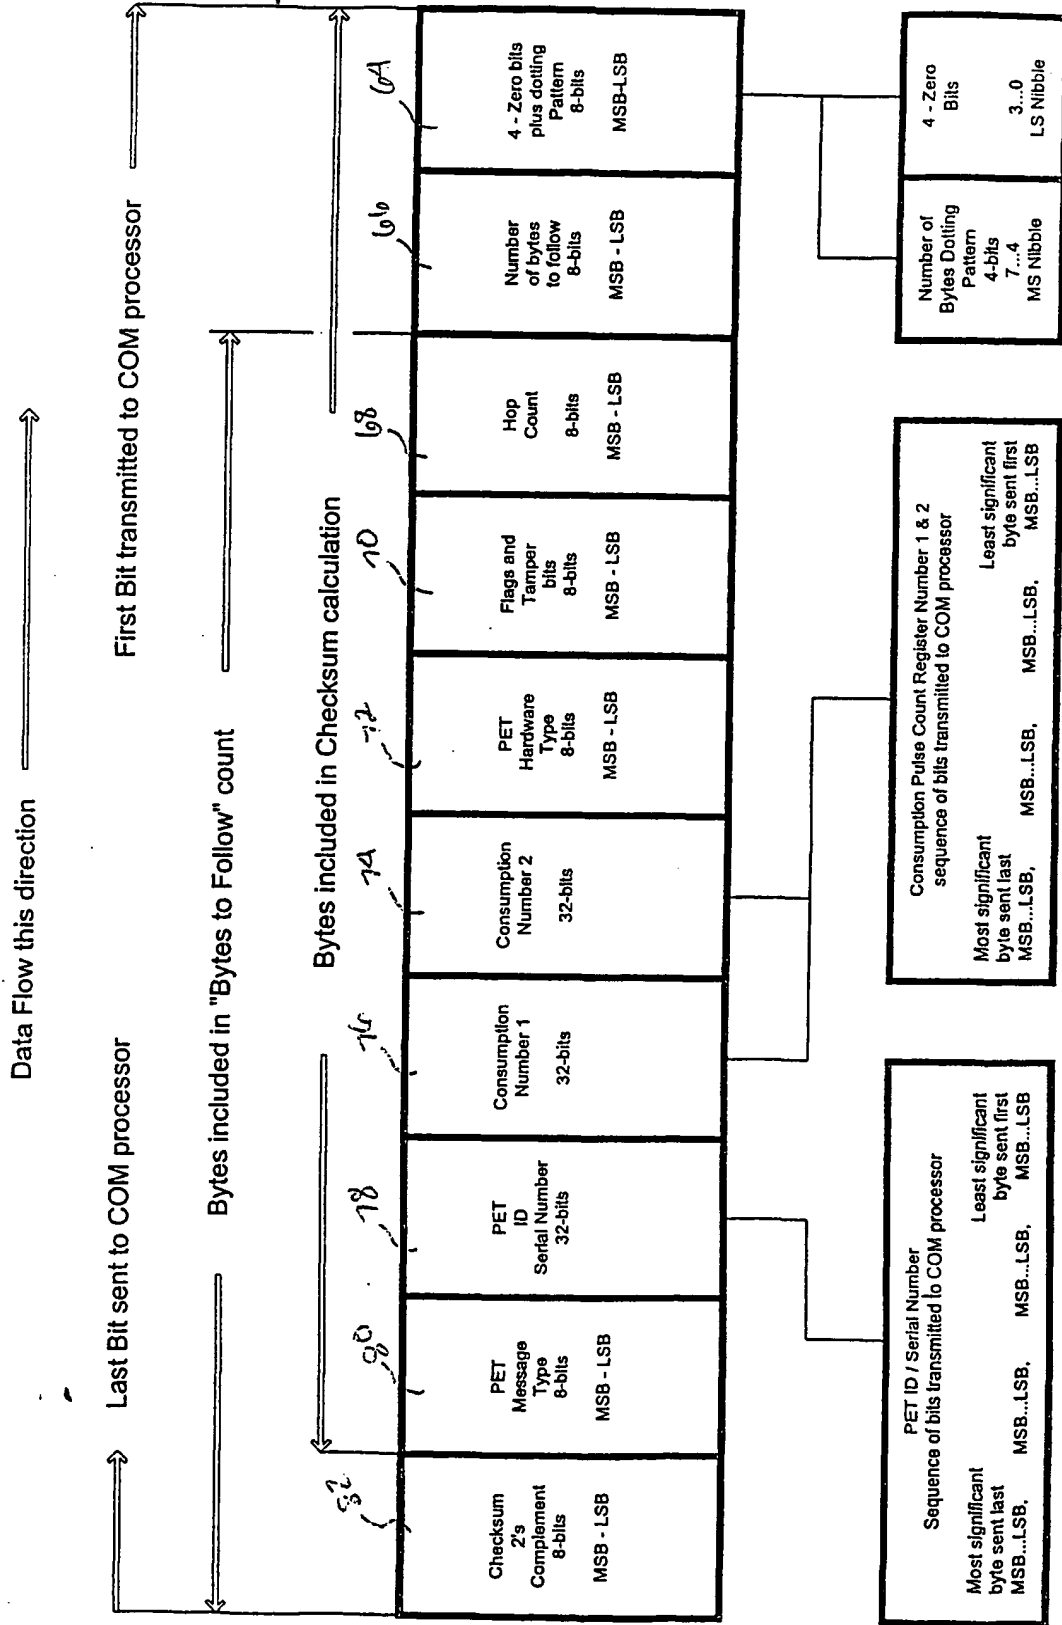 Data Flow this direction
Last Bit sent to COM processor
First Bit transmitted to COM processor
Bytes included in "Bytes to Follow" count
Bytes included in Checksum calculation
82
80
78
76
74
72
70
68
66
64
Checksum
2's
Complement
8-bits
MSB - LSB
PET
Message
Type
8-bits
MSB - LSB
PET
ID
Serial Number
32-bits
Consumption
Number 1
32-bits
Consumption
Number 2
32-bits
PET
Hardware
Type
8-bits
MSB - LSB
Flags and
Tamper
bits
8-bits
MSB - LSB
Hop
Count
8-bits
MSB - LSB
Number
of bytes
to follow
8-bits
MSB - LSB
4 - Zero bits
plus dotting
Pattern
8-bits
MSB-LSB
PET ID / Serial Number
Sequence of bits transmitted to COM processor
Most significant
byte sent last
Least significant
byte sent first
MSB...LSB, MSB...LSB, MSB...LSB, MSB...LSB
Consumption Pulse Count Register Number 1 & 2
sequence of bits transmitted to COM processor
Most significant
byte sent last
Least significant
byte sent first
MSB...LSB, MSB...LSB, MSB...LSB, MSB...LSB
Number of
Bytes Dotting
Pattern
4-bits
7...4
MS Nibble
4 - Zero
Bits
3...0
LS Nibble